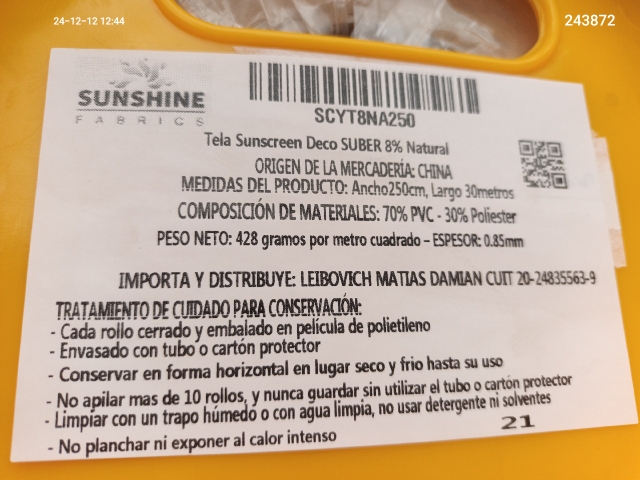 24-12-12 12:44
243872
SUNSHINE
FABRICS
SCYT8NA250
Tela Sunscreen Deco SUBER 8% Natural
ORIGEN DE LA MERCADERÍA: CHINA
MEDIDAS DEL PRODUCTO: Ancho250cm, Largo 30metros
COMPOSICIÓN DE MATERIALES: 70% PVC - 30% Poliester
PESO NETO: 428 gramos por metro cuadrado – ESPESOR: 0.85mm
IMPORTA Y DISTRIBUYE: LEIBOVICH MATIAS DAMIAN CUIT 20-24835563-9
TRATAMIENTO DE CUIDADO PARA CONSERVACIÓN:
- Cada rollo cerrado y embalado en película de polietileno
- Envasado con tubo o cartón protector
- Conservar en forma horizontal en lugar seco y frio hasta su uso
- No apilar mas de 10 rollos, y nunca guardar sin utilizar el tubo o cartón protector
- Limpiar con un trapo húmedo o con agua limpia, no usar detergente ni solventes
- No planchar ni exponer al calor intenso
21